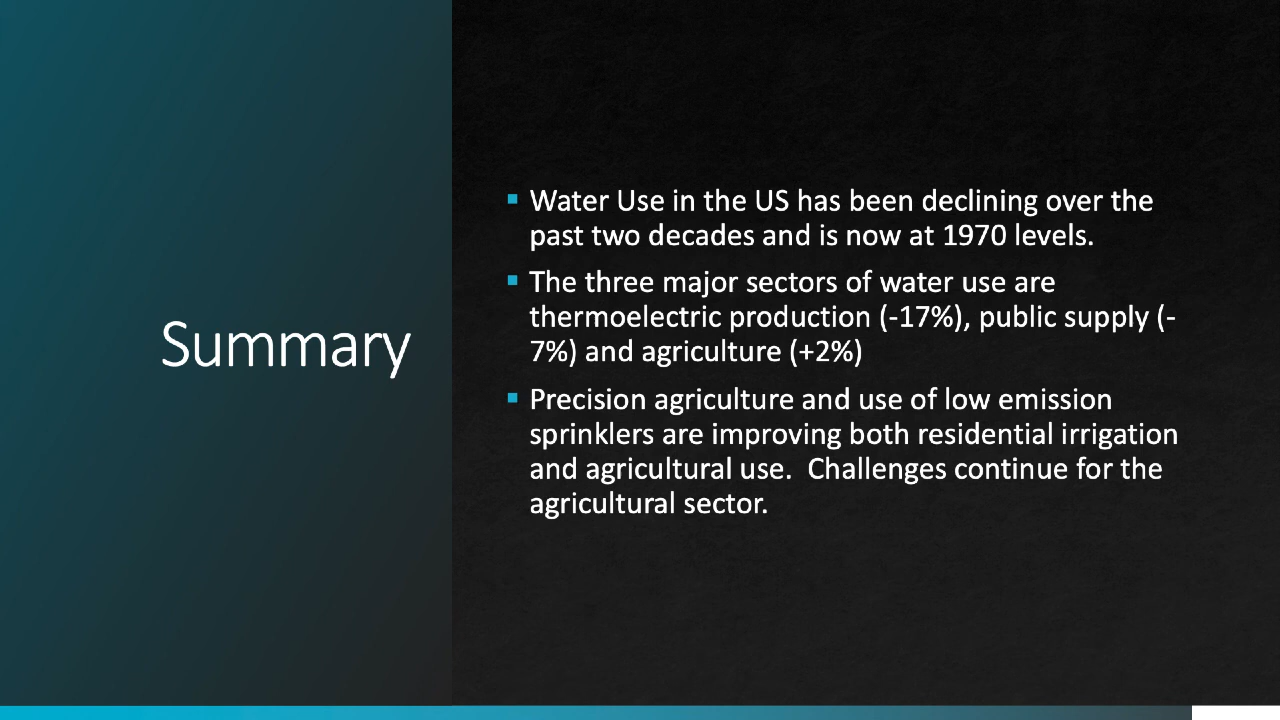 Summary
Water Use in the US has been declining over the
past two decades and is now at 1970 levels.
The three major sectors of water use are
thermoelectric production (-17%), public supply (-
7%) and agriculture (+2%)
Precision agriculture and use of low emission
sprinklers are improving both residential irrigation
and agricultural use.  Challenges continue for the
agricultural sector.